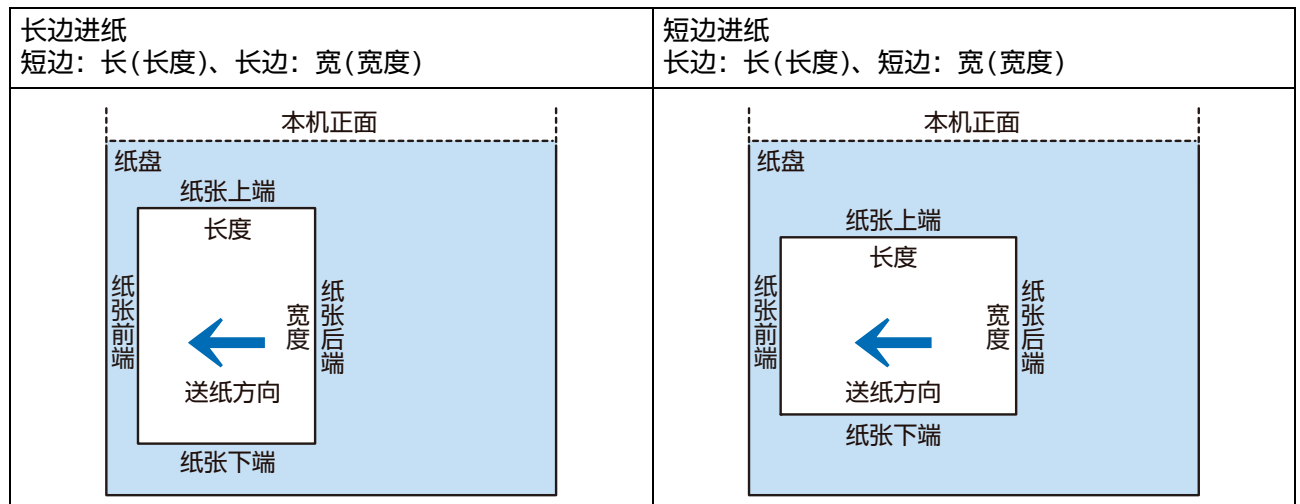 长边进纸
短边：长(长度)、长边：宽(宽度)
短边进纸
长边：长(长度)、短边：宽(宽度)
本机正面
纸盘
纸张上端
长度
纸张前端
宽度
纸张后端
送纸方向
纸张下端
本机正面
纸盘
纸张上端
长度
纸张前端
宽度
纸张后端
送纸方向
纸张下端